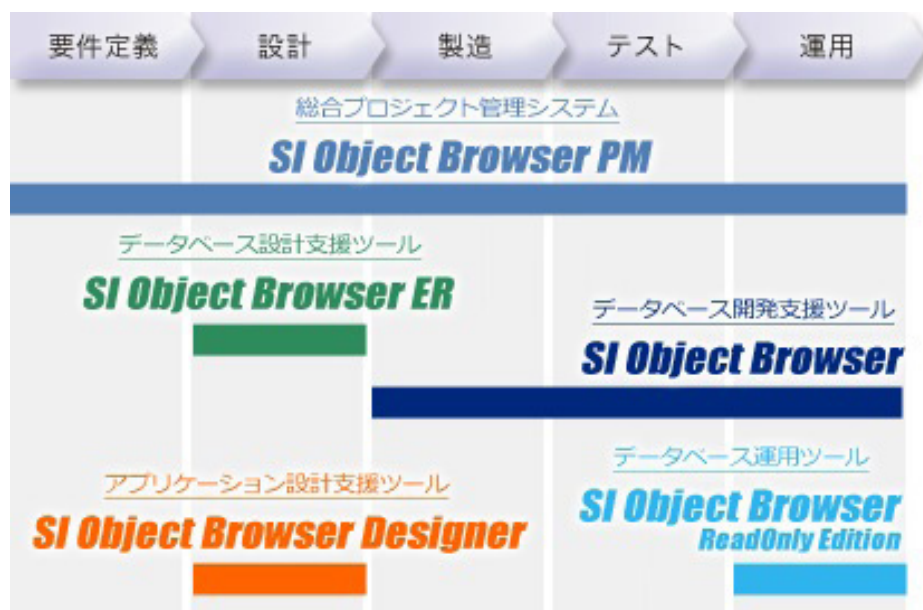 要件定義
設計
製造
テスト
運用
総合プロジェクト管理システム
SI Object Browser PM
データベース設計支援ツール
SI Object Browser ER
データベース開発支援ツール
SI Object Browser
アプリケーション設計支援ツール
SI Object Browser Designer
データベース運用ツール
SI Object Browser
ReadOnly Edition